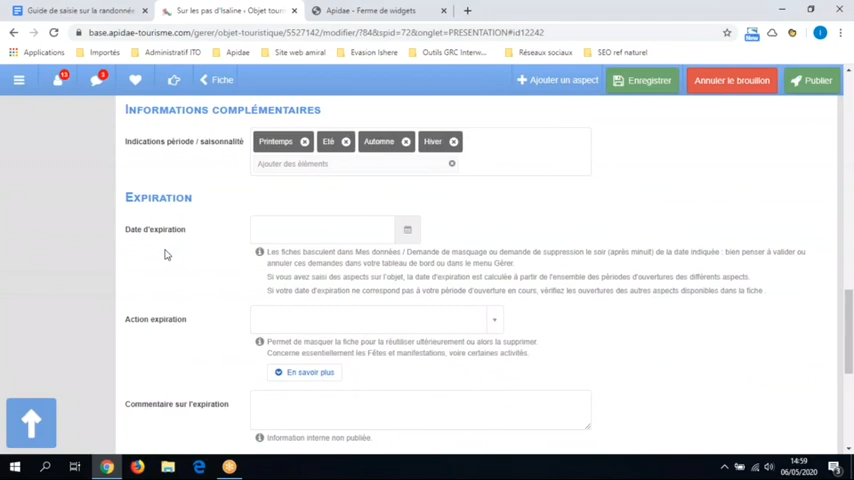 Guide de saisie sur la randonnée
Sur les pas d'Isaline - Objet tour
Apidae - Ferme de widgets
base.apidae-tourisme.com/gerer/objet-touristique/5527142/modifier/784&spid=72&onglet=PRESENTATION#id12242
Applications
Importés
Administratif ITO
Apidae
Site web amiral
Evasion Ishere
Outils GRC Interw...
Réseaux sociaux
SEO ref naturel
New
13
3
Fiche
Ajouter un aspect
Enregistrer
Annuler le brouillon
Publier
INFORMATIONS COMPLÉMENTAIRES
Indications période / saisonnalité
Printemps
Eté
Automne
Hiver
Ajouter des éléments
EXPIRATION
Date d'expiration
Les fiches basculent dans Mes données / Demande de masquage ou demande de suppression le soir (après minuit) de la date indiquée : bien penser à valider ou
annuler ces demandes dans votre tableau de bord ou dans le menu Gérer.
Si vous avez saisi des aspects sur l'objet, la date d'expiration est calculée à partir de l'ensemble des périodes d'ouvertures des différents aspects.
Si votre date d'expiration ne correspond pas à votre période d'ouverture en cours, vérifiez les ouvertures des autres aspects disponibles dans la fiche .
Action expiration
Permet de masquer la fiche pour la réutiliser ultérieurement ou alors la supprimer.
Concerne essentiellement les Fêtes et manifestations, voire certaines activités.
En savoir plus
Commentaire sur l'expiration
Information interne non publiée.
14:59
06/05/2020
3